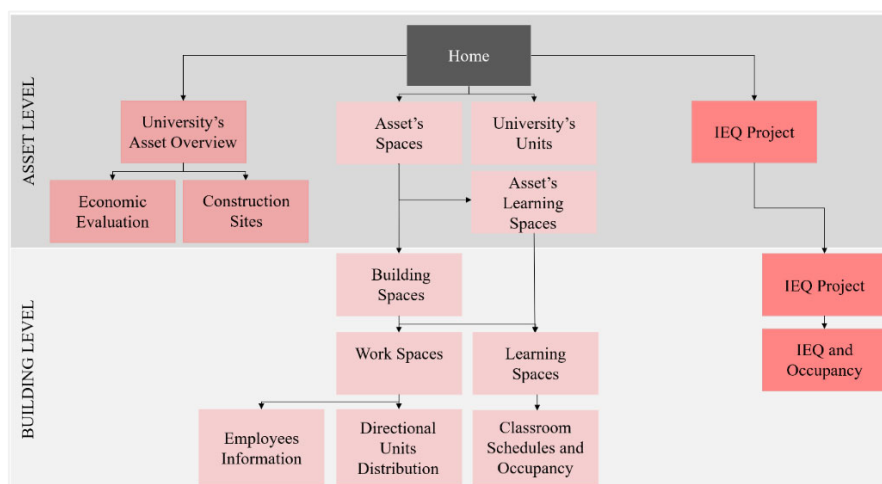 Home
ASSET LEVEL
University's
Asset Overview
Asset's
Spaces
University's
Units
IEQ Project
Economic
Evaluation
Construction
Sites
Asset's
Learning
Spaces
BUILDING LEVEL
Building
Spaces
IEQ Project
Work Spaces
Learning
Spaces
IEQ and
Occupancy
Employees
Information
Directional
Units
Distribution
Classroom
Schedules and
Occupancy